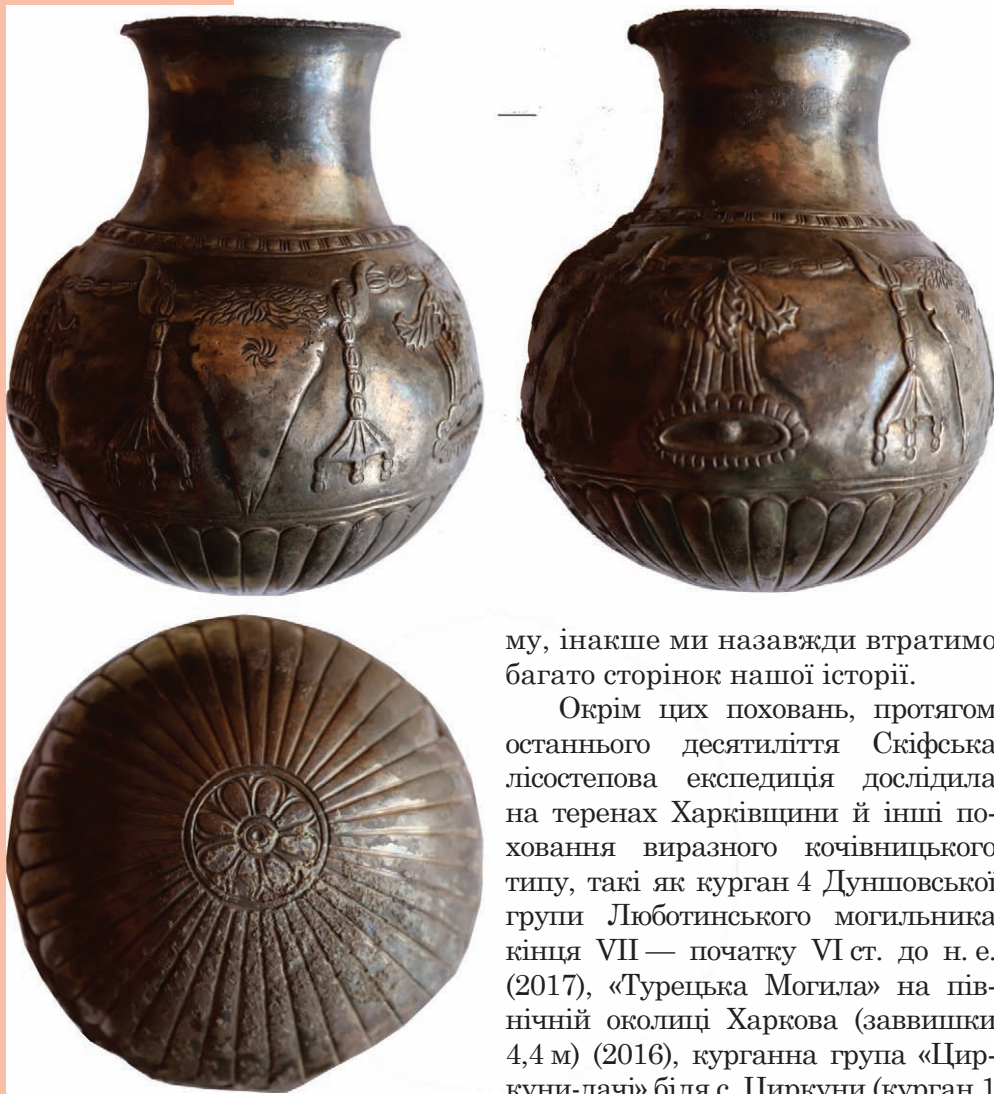 му, інакше ми назавжди втратимо
багато сторінок нашої історії.
Окрім цих поховань, протягом
останнього десятиліття Скіфська
лісостепова експедиція дослідила
на теренах Харківщини й інші по-
ховання виразного кочівницького
типу, такі як курган 4 Дуншовської
групи Люботинського могильника
кінця VII — початку VI ст. до н. е.
(2017), «Турецька Могила» на пів-
нічній околиці Харкова (заввишки
4,4 м) (2016), курганна група «Цир-
куни-дачі» біля с. Циркуни (курган 1